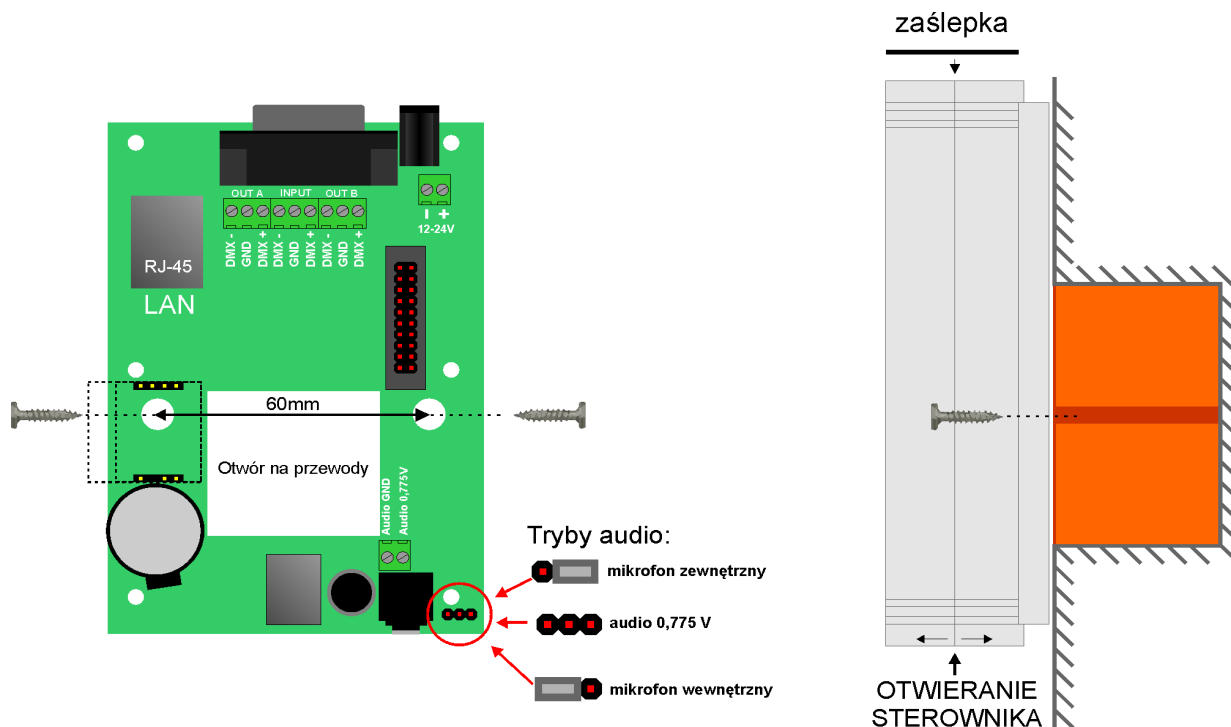 zaślepka
OUT A INPUT OUT B
DMX - GND DMX + DMX - GND DMX + DMX - GND DMX +
- +
12-24V
RJ-45
LAN
60mm
Otwór na przewody
Audio GND
Audio 0,775V
Tryby audio:
mikrofon zewnętrzny
audio 0,775 V
mikrofon wewnętrzny
OTWIERANIE
STEROWNIKA